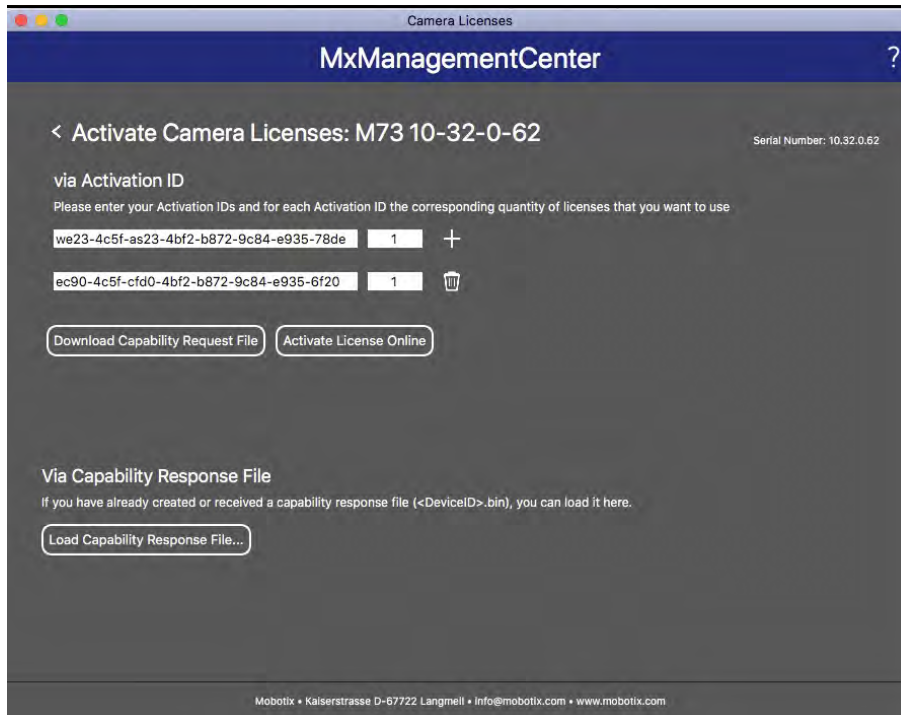 Camera Licenses
MxManagementCenter
?
< Activate Camera Licenses: M73 10-32-0-62
Serial Number: 10.32.0.62
via Activation ID
Please enter your Activation IDs and for each Activation ID the corresponding quantity of licenses that you want to use
we23-4c5f-as23-4bf2-b872-9c84-e935-78de 1 +
ec90-4c5f-cfd0-4bf2-b872-9c84-e935-6f20 1
Download Capability Request File Activate License Online
Via Capability Response File
If you have already created or received a capability response file (<DeviceID>.bin), you can load it here.
Load Capability Response File...
Mobotix • Kaiserstrasse D-67722 Langmeil • info@mobotix.com • www.mobotix.com